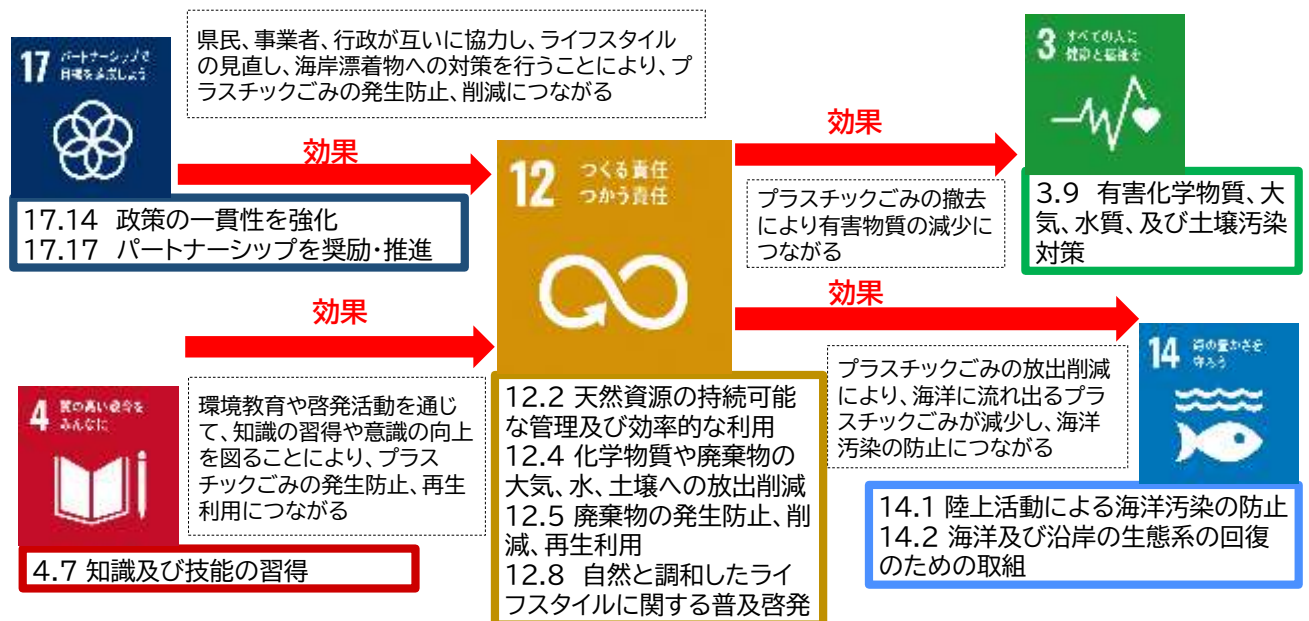 17 パートナーシップで
目標を達成しよう
県民、事業者、行政が互いに協力し、ライフスタイル
の見直し、海岸漂着物への対策を行うことにより、プ
ラスチックごみの発生防止、削減につながる
効果
17.14 政策の一貫性を強化
17.17 パートナーシップを奨励・推進
効果
4 質の高い教育を
みんなに
環境教育や啓発活動を通じ
て、知識の習得や意識の向上
を図ることにより、プラス
チックごみの発生防止、再生
利用につながる
4.7 知識及び技能の習得
12 つくる責任
つかう責任
12.2 天然資源の持続可能
な管理及び効率的な利用
12.4 化学物質や廃棄物の
大気、水、土壌への放出削減
12.5 廃棄物の発生防止、削
減、再生利用
12.8 自然と調和したライ
フスタイルに関する普及啓発
効果
プラスチックごみの撤去
により有害物質の減少に
つながる
3 すべての人に
健康と福祉を
3.9 有害化学物質、大
気、水質、及び土壌汚染
対策
効果
プラスチックごみの放出削減
により、海洋に流れ出るプラ
スチックごみが減少し、海洋
汚染の防止につながる
14 海の豊かさを
守ろう
14.1 陸上活動による海洋汚染の防止
14.2 海洋及び沿岸の生態系の回復
のための取組